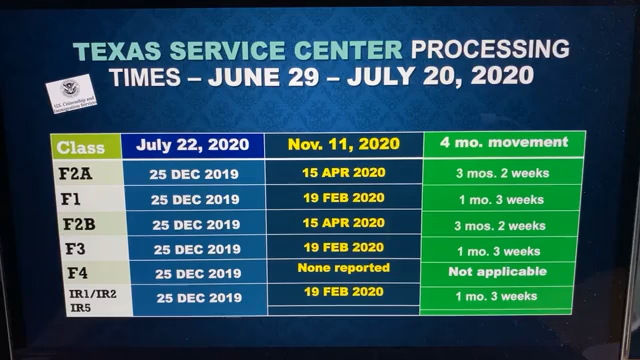 TEXAS SERVICE CENTER PROCESSING
TIMES – JUNE 29 – JULY 20, 2020
U.S. Citizenship and
Immigration Services
Class July 22, 2020 Nov. 11, 2020 4 mo. movement
F2A 25 DEC 2019 15 APR 2020 3 mos. 2 weeks
F1 25 DEC 2019 19 FEB 2020 1 mo. 3 weeks
F2B 25 DEC 2019 15 APR 2020 3 mos. 2 weeks
F3 25 DEC 2019 19 FEB 2020 1 mo. 3 weeks
F4 25 DEC 2019 None reported Not applicable
IR1/IR2 25 DEC 2019 19 FEB 2020 1 mo. 3 weeks
IR5